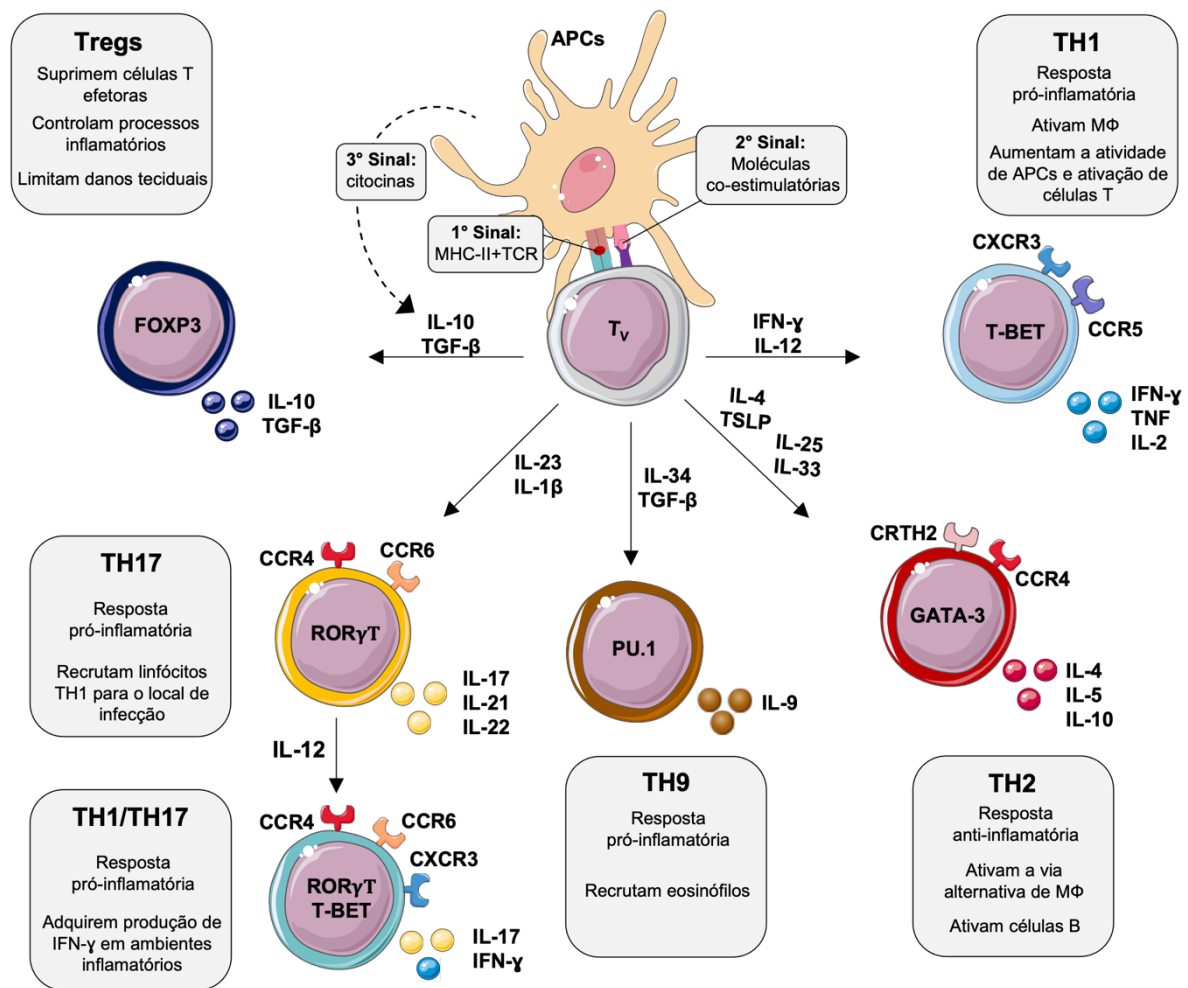 Tregs
Suprimem células T
efetoras
Controlam processos
inflamatórios
Limitam danos teciduais
APCs
3° Sinal:
citocinas
2° Sinal:
Moléculas
co-estimulatórias
1° Sinal:
MHC-II+TCR
TH1
Resposta
pró-inflamatória
Ativam MΦ
Aumentam a atividade
de APCs e ativação de
células T
FOXP3
IL-10
TGF-β
IL-10
TGF-β
Tv
IFN-ɣ
IL-12
CXCR3
CCR5
T-BET
IFN-ɣ
TNF
IL-2
IL-23
IL-1β
IL-34
TGF-β
IL-4
TSLP
IL-25
IL-33
TH17
Resposta
pró-inflamatória
Recrutam linfócitos
TH1 para o local de
infecção
CCR4
CCR6
RORγT
IL-17
IL-21
IL-22
PU.1
IL-9
CRTH2
CCR4
GATA-3
IL-4
IL-5
IL-10
IL-12
TH1/TH17
Resposta
pró-inflamatória
Adquirem produção de
IFN-ɣ em ambientes
inflamatórios
CCR4
CCR6
CXCR3
RORγT
T-BET
IL-17
IFN-ɣ
TH9
Resposta
pró-inflamatória
Recrutam eosinófilos
TH2
Resposta
anti-inflamatória
Ativam a via
alternativa de MΦ
Ativam células B